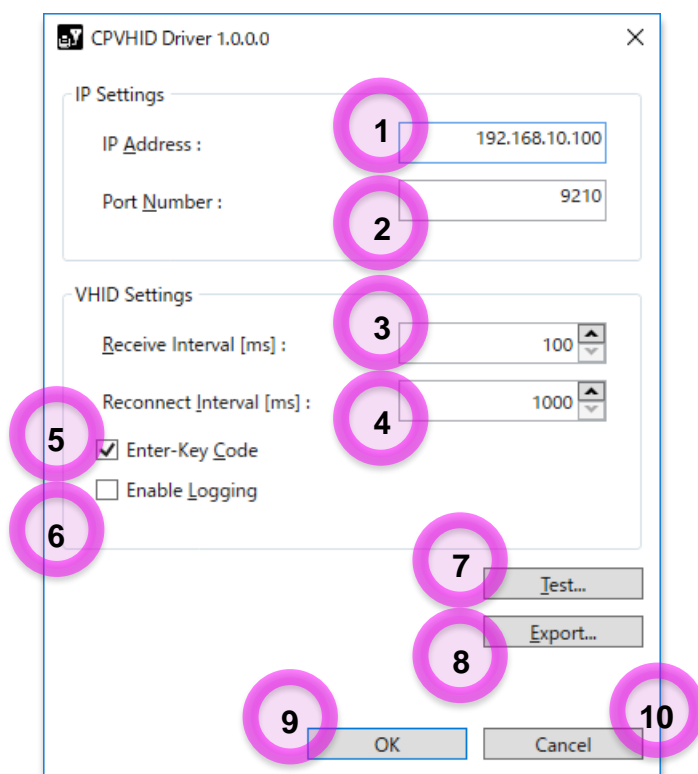 CPVHID Driver 1.0.0.0
IP Settings
1
IP Address : 192.168.10.100
Port Number : 9210
2
VHID Settings
3
Receive Interval [ms] : 100
Reconnect Interval [ms] : 1000
4
5
Enter-Key Code
Enable Logging
6
7
Test...
Export...
8
9
10
OK Cancel